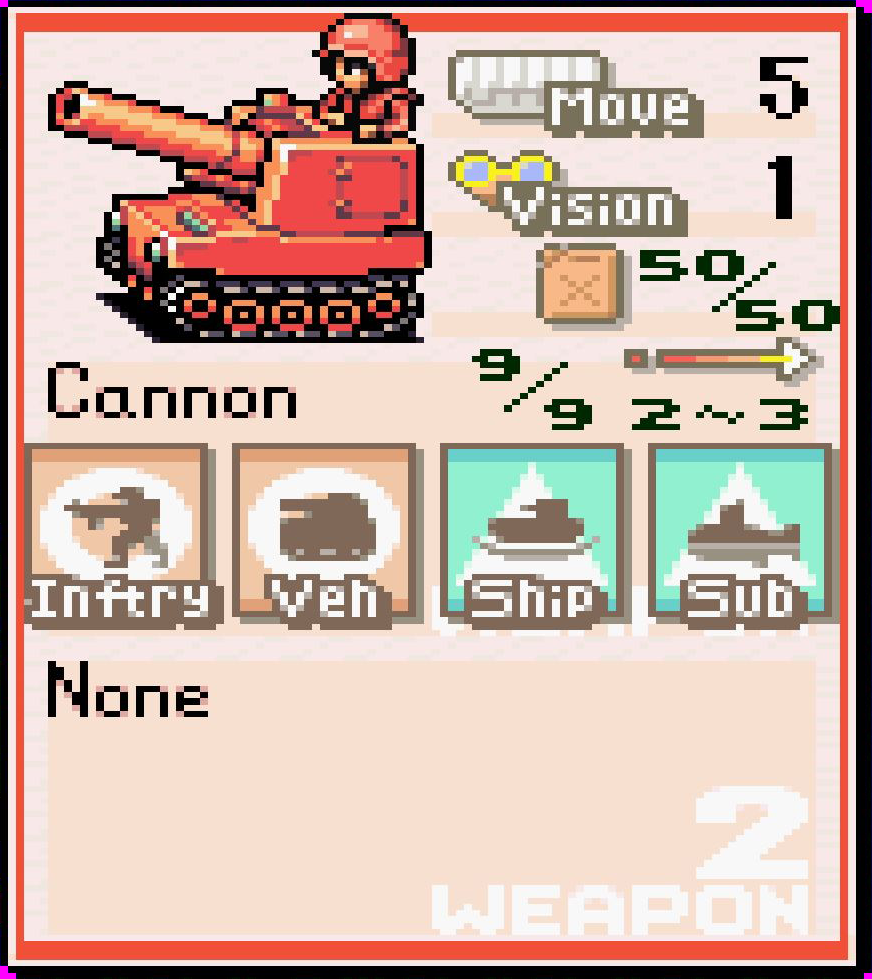 Move 5
Vision 1
50/50
Cannon 9/9 2~3
Inftry Veh Ship Sub
None
2
WEAPON